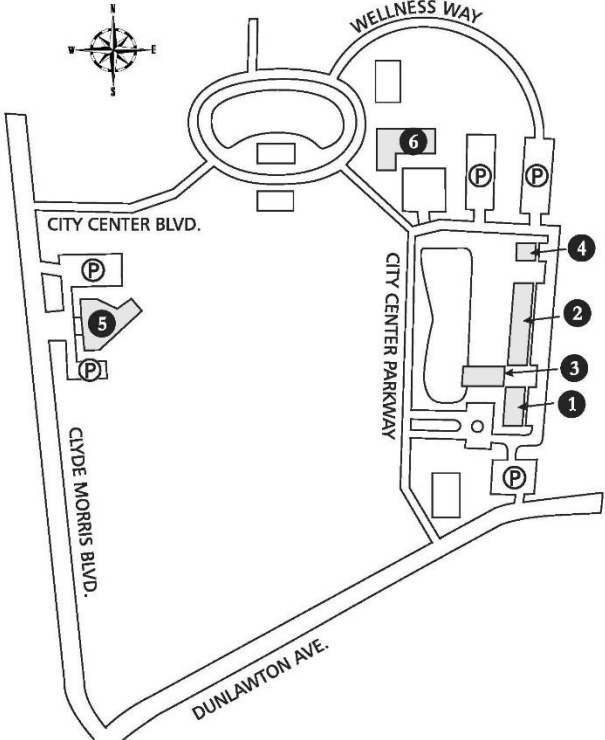 WELLNESS WAY
N
W E
S
6
P P
CITY CENTER BLVD.
4
P
CITY CENTER PARKWAY
2
5
3
P
1
CLYDE MORRIS BLVD.
P
DUNLAWTON AVE.